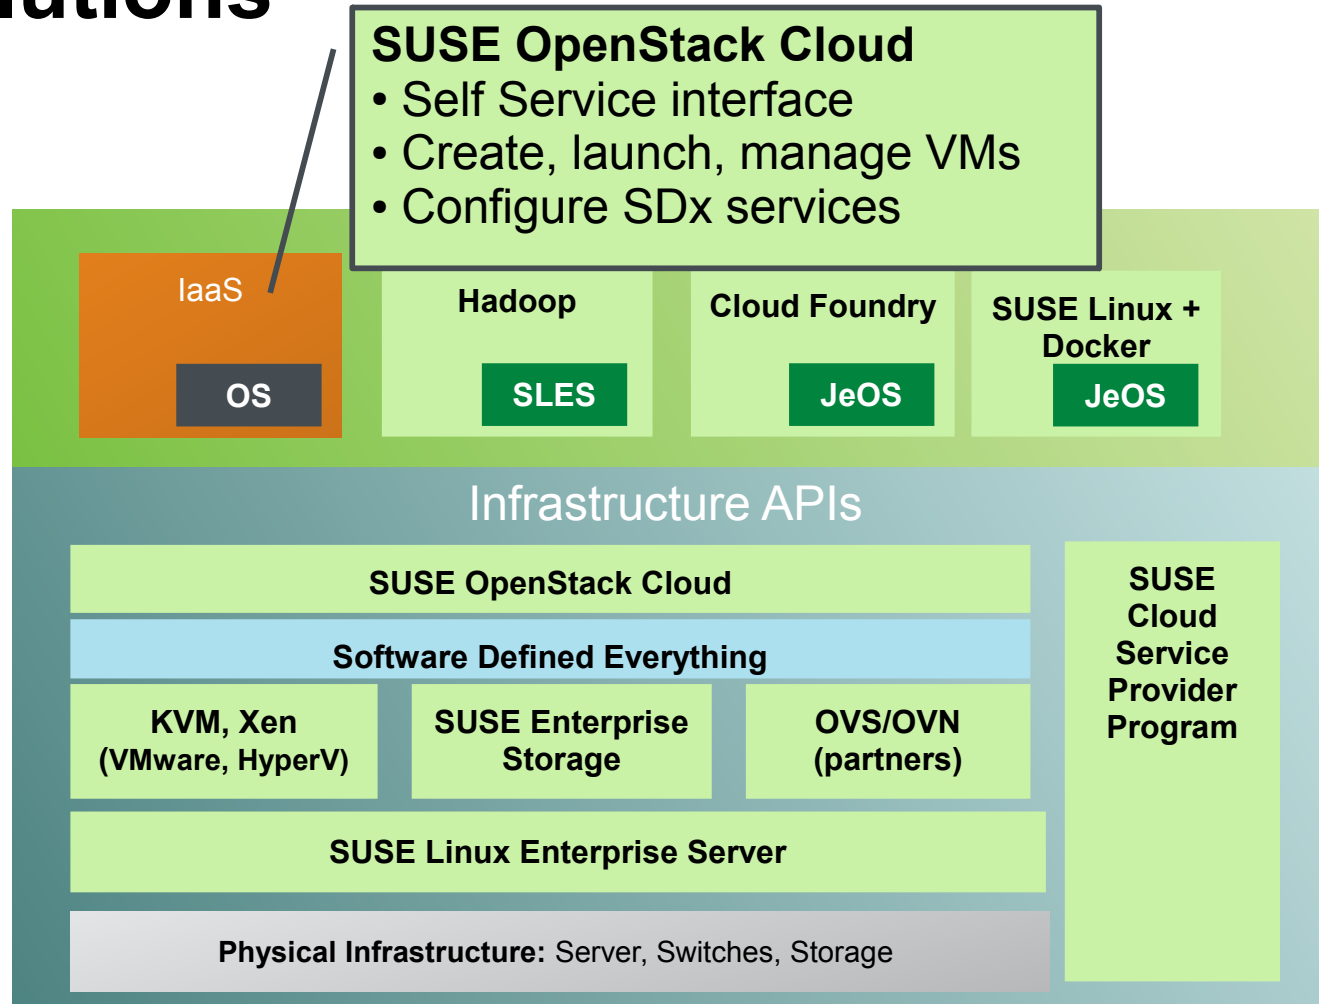 SUSE OpenStack Cloud
• Self Service interface
• Create, launch, manage VMs
• Configure SDx services
IaaS
OS
Hadoop
SLES
Cloud Foundry
JeOS
SUSE Linux +
Docker
JeOS
Infrastructure APIs
SUSE OpenStack Cloud
Software Defined Everything
KVM, Xen
(VMware, HyperV)
SUSE Enterprise
Storage
OVS/OVN
(partners)
SUSE Linux Enterprise Server
Physical Infrastructure: Server, Switches, Storage
SUSE
Cloud
Service
Provider
Program